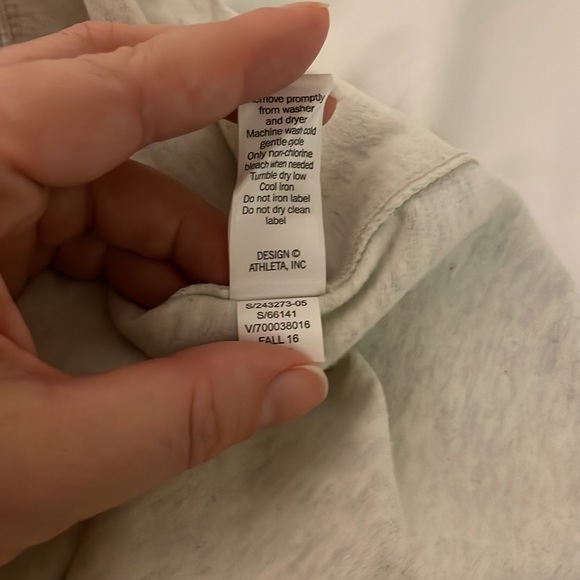 emove promptly
from washer
and dryer
Machine wash cold
gentle cycle
Only non-chlorine
bleach when needed
Tumble dry low
Cool iron
Do not iron label
Do not dry clean
label
DESIGN ©
ATHLETA, INC
S/243273-05
S/66141
V/700038016
FALL 16